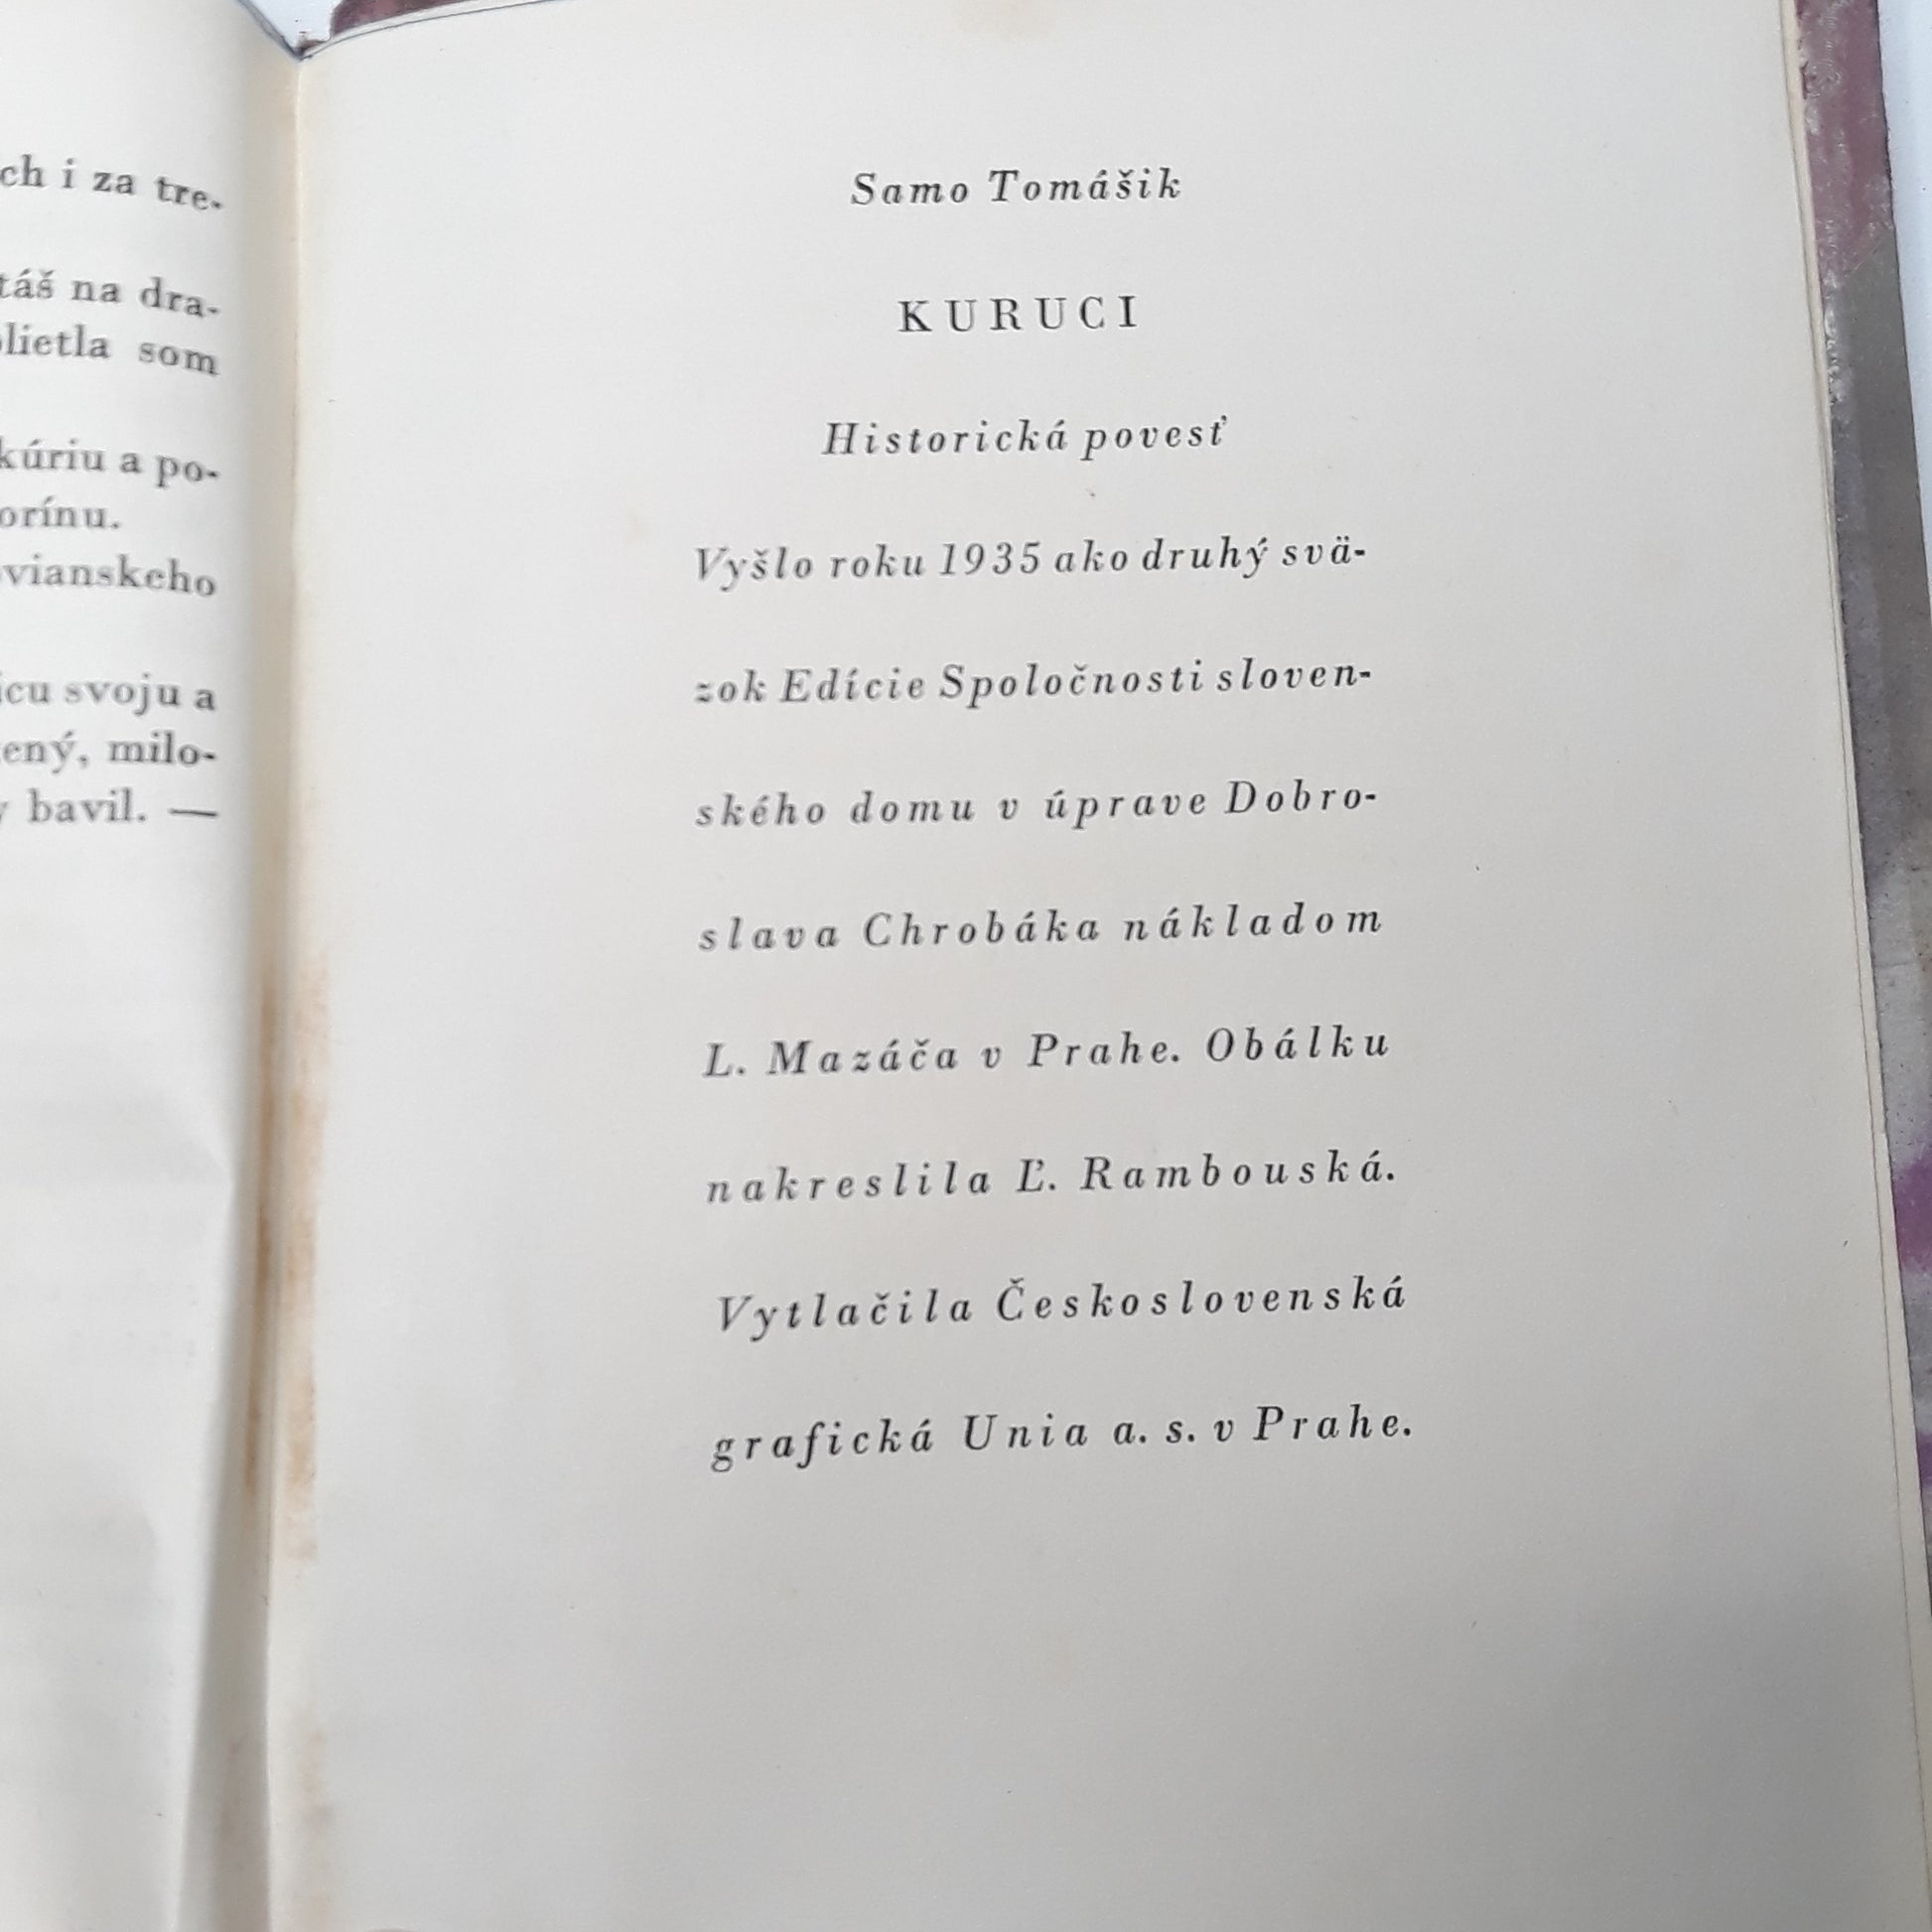 ch i za tre-
táš na dra-
lietla som
kúriu a po-
orínu.
vianskeho
icu svoju a
ený, milo-
bavil. —
Samo Tomášik
KURUCI
Historická povesť
Vyšlo roku 1935 ako druhý svä-
zok Edície Spoločnosti sloven-
ského domu v úprave Dobro-
slava Chrobáka nákladom
L. Mazáča v Prahe. Obálku
nakreslila Ľ. Rambouská.
Vytlačila Československá
grafická Unia a. s. v Prahe.